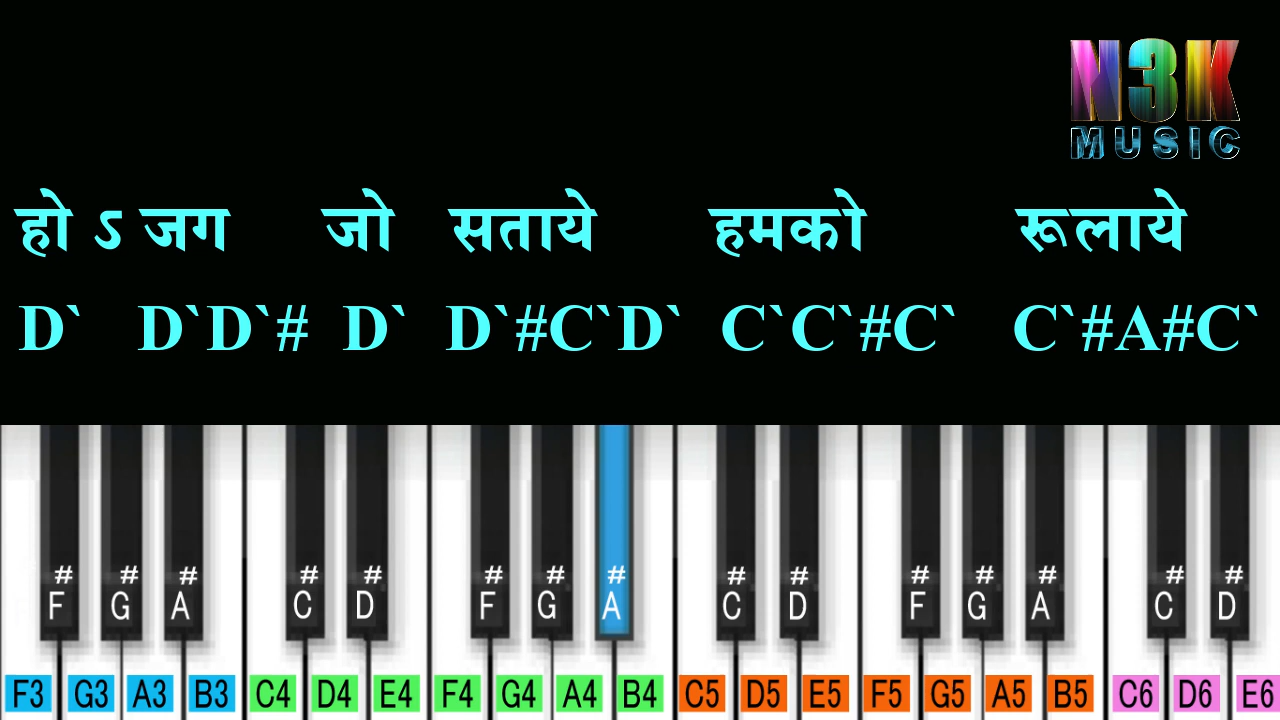 N3K
MUSIC
हो ऽ जग जो सताये हमको रूलाये
D` D`D`# D` D`#C`D` C`C`#C` C`#A#C`
# # # # # # # # # # # # # # #
F G A C D F G A C D F G A C D
F3 G3 A3 B3 C4 D4 E4 F4 G4 A4 B4 C5 D5 E5 F5 G5 A5 B5 C6 D6 E6